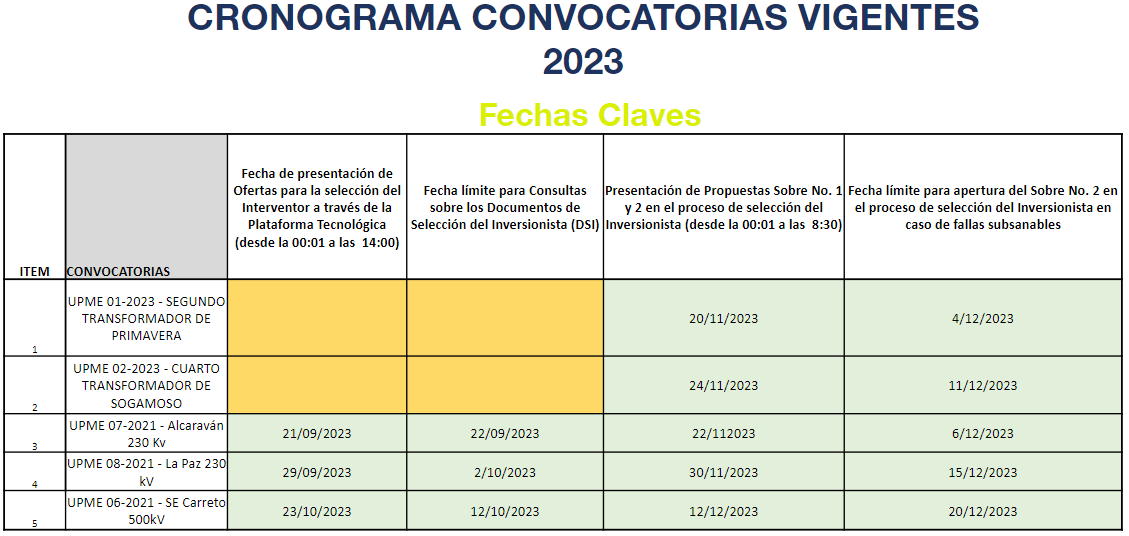 CRONOGRAMA CONVOCATORIAS VIGENTES
2023
Fechas Claves
ITEM
CONVOCATORIAS
Fecha de presentación de
Ofertas para la selección del
Interventor a través de la
Plataforma Tecnológica
(desde la 00:01 a las 14:00)
Fecha límite para Consultas
sobre los Documentos de
Selección del Inversionista (DSI)
Presentación de Propuestas Sobre No. 1
y 2 en el proceso de selección del
Inversionista (desde la 00:01 a las 8:30)
Fecha límite para apertura del Sobre No. 2 en
el proceso de selección del Inversionista en
caso de fallas subsanables
1
UPME 01-2023 - SEGUNDO
TRANSFORMADOR DE
PRIMAVERA
20/11/2023
4/12/2023
2
UPME 02-2023 - CUARTO
TRANSFORMADOR DE
SOGAMOSO
24/11/2023
11/12/2023
3
UPME 07-2021 - Alcaraván
230 Kv
21/09/2023
22/09/2023
22/112023
6/12/2023
4
UPME 08-2021 - La Paz 230
kV
29/09/2023
2/10/2023
30/11/2023
15/12/2023
5
UPME 06-2021 - SE Carreto
500kV
23/10/2023
12/10/2023
12/12/2023
20/12/2023